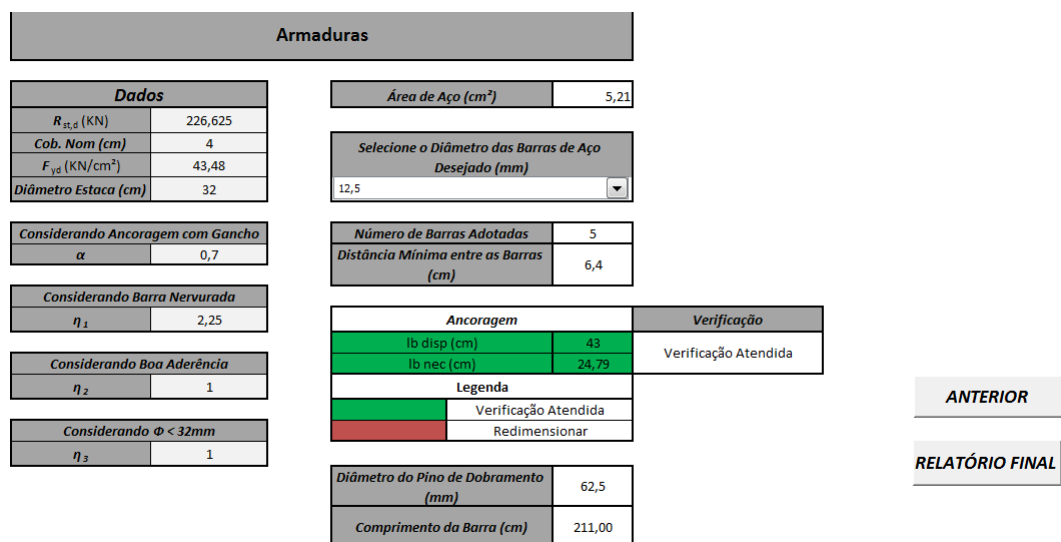 Armaduras
Dados
Rst,d (KN) 226,625
Cob. Nom (cm) 4
Fyd (KN/cm²) 43,48
Diâmetro Estaca (cm) 32
Considerando Ancoragem com Gancho
α 0,7
Considerando Barra Nervurada
η1 2,25
Considerando Boa Aderência
η2 1
Considerando Φ < 32mm
η3 1
Área de Aço (cm²) 5,21
Selecione o Diâmetro das Barras de Aço
Desejado (mm)
12,5
Número de Barras Adotadas 5
Distância Mínima entre as Barras
(cm) 6,4
Ancoragem Verificação
lb disp (cm) 43
lb nec (cm) 24,79
Verificação Atendida
Legenda
Verificação Atendida
Redimensionar
Diâmetro do Pino de Dobramento
(mm) 62,5
Comprimento da Barra (cm) 211,00
ANTERIOR
RELATÓRIO FINAL